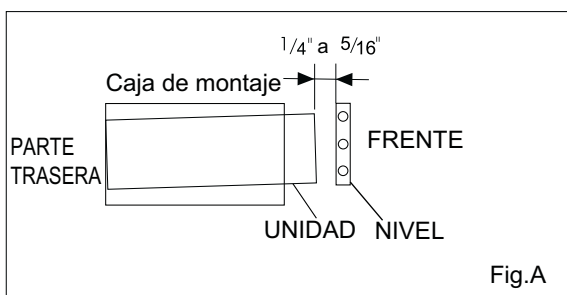 1/4" a 5/16"
Caja de montaje
PARTE
TRASERA
FRENTE
UNIDAD
NIVEL
Fig.A